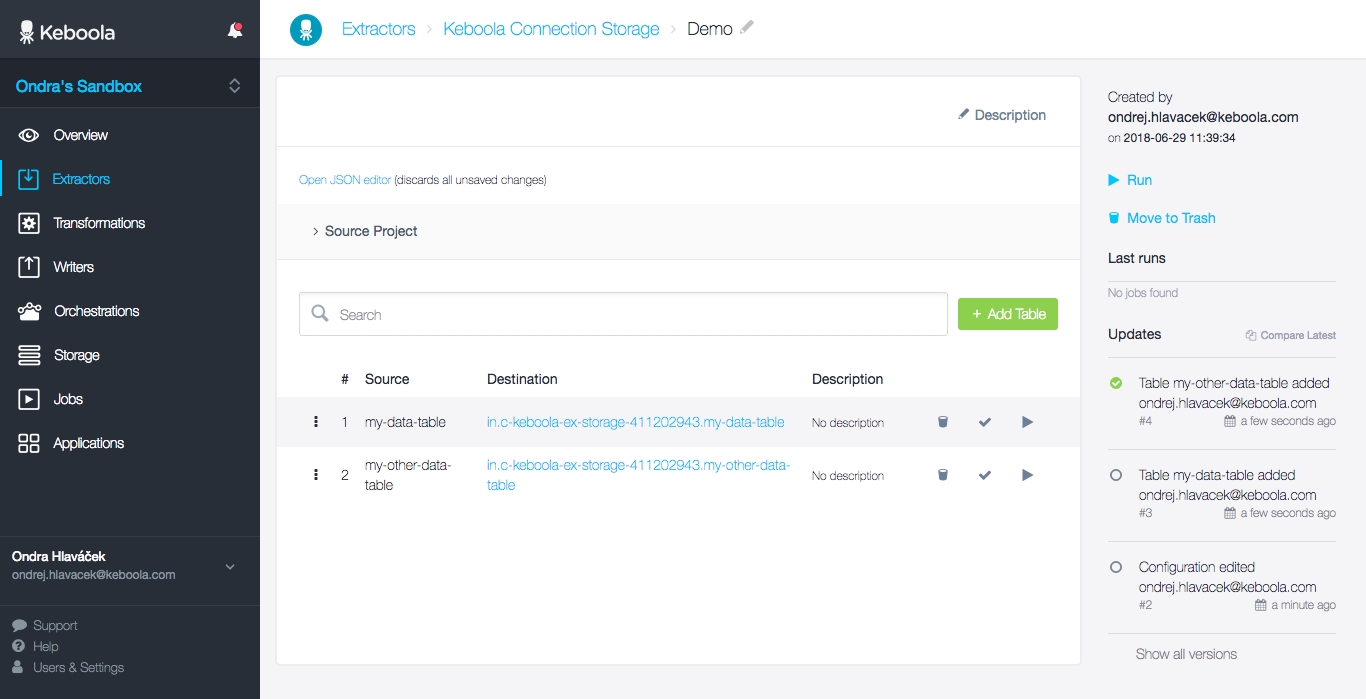 Keboola
Ondra's Sandbox
Overview
Extractors
Transformations
Writers
Orchestrations
Storage
Jobs
Applications
Ondra Hlaváček
ondrej.hlavacek@keboola.com
Support
Help
Users & Settings
Extractors › Keboola Connection Storage › Demo
Description
Open JSON editor (discards all unsaved changes)
Source Project
Search
+ Add Table
# Source Destination Description
1 my-data-table in.c-keboola-ex-storage-411202943.my-data-table No description
2 my-other-data- in.c-keboola-ex-storage-411202943.my-other-data- No description
table table
Created by
ondrej.hlavacek@keboola.com
on 2018-06-29 11:39:34
Run
Move to Trash
Last runs
No jobs found
Updates Compare Latest
Table my-other-data-table added
ondrej.hlavacek@keboola.com
#4 a few seconds ago
Table my-data-table added
ondrej.hlavacek@keboola.com
#3 a few seconds ago
Configuration edited
ondrej.hlavacek@keboola.com
#2 a minute ago
Show all versions